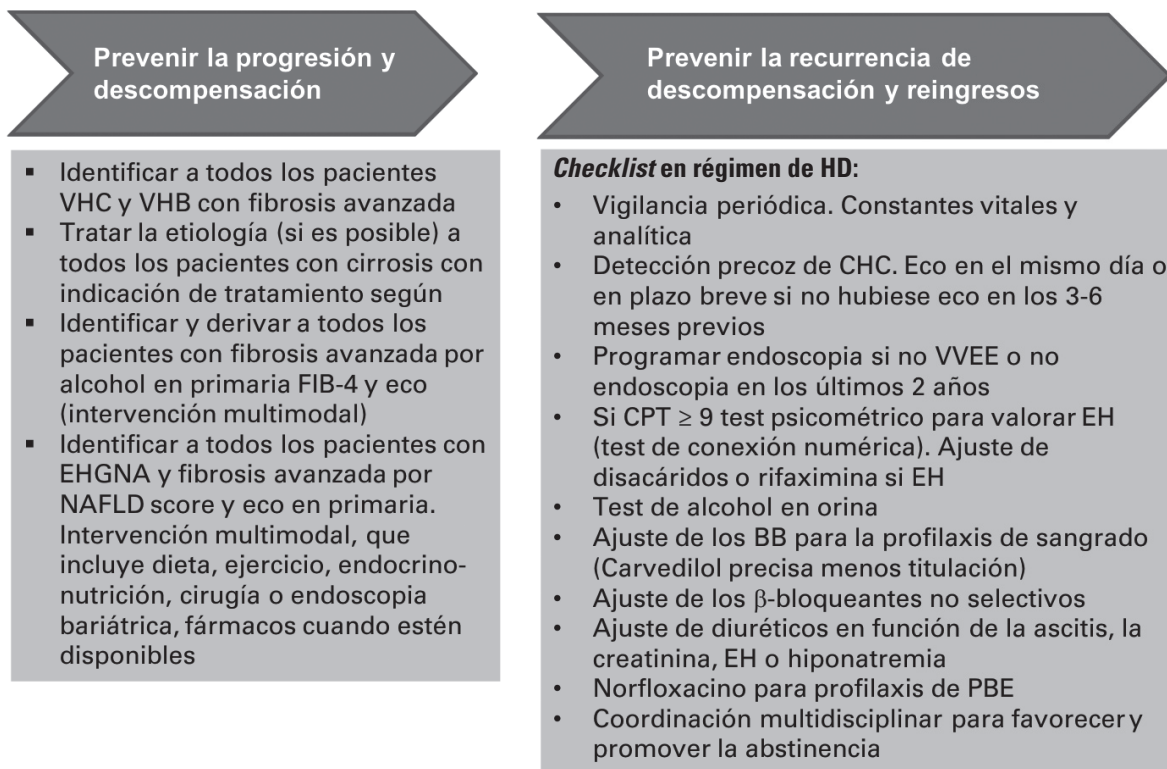 Prevenir la progresión y
descompensación
▪ Identificar a todos los pacientes
VHC y VHB con fibrosis avanzada
▪ Tratar la etiología (si es posible) a
todos los pacientes con cirrosis con
indicación de tratamiento según
▪ Identificar y derivar a todos los
pacientes con fibrosis avanzada por
alcohol en primaria FIB-4 y eco
(intervención multimodal)
▪ Identificar a todos los pacientes con
EHGNA y fibrosis avanzada por
NAFLD score y eco en primaria.
Intervención multimodal, que
incluye dieta, ejercicio, endocrino-
nutrición, cirugía o endoscopia
bariátrica, fármacos cuando estén
disponibles
Prevenir la recurrencia de
descompensación y reingresos
Checklist en régimen de HD:
• Vigilancia periódica. Constantes vitales y
analítica
• Detección precoz de CHC. Eco en el mismo día o
en plazo breve si no hubiese eco en los 3-6
meses previos
• Programar endoscopia si no VVEE o no
endoscopia en los últimos 2 años
• Si CPT ≥ 9 test psicométrico para valorar EH
(test de conexión numérica). Ajuste de
disacáridos o rifaximina si EH
• Test de alcohol en orina
• Ajuste de los BB para la profilaxis de sangrado
(Carvedilol precisa menos titulación)
• Ajuste de los β-bloqueantes no selectivos
• Ajuste de diuréticos en función de la ascitis, la
creatinina, EH o hiponatremia
• Norfloxacino para profilaxis de PBE
• Coordinación multidisciplinar para favorecer y
promover la abstinencia